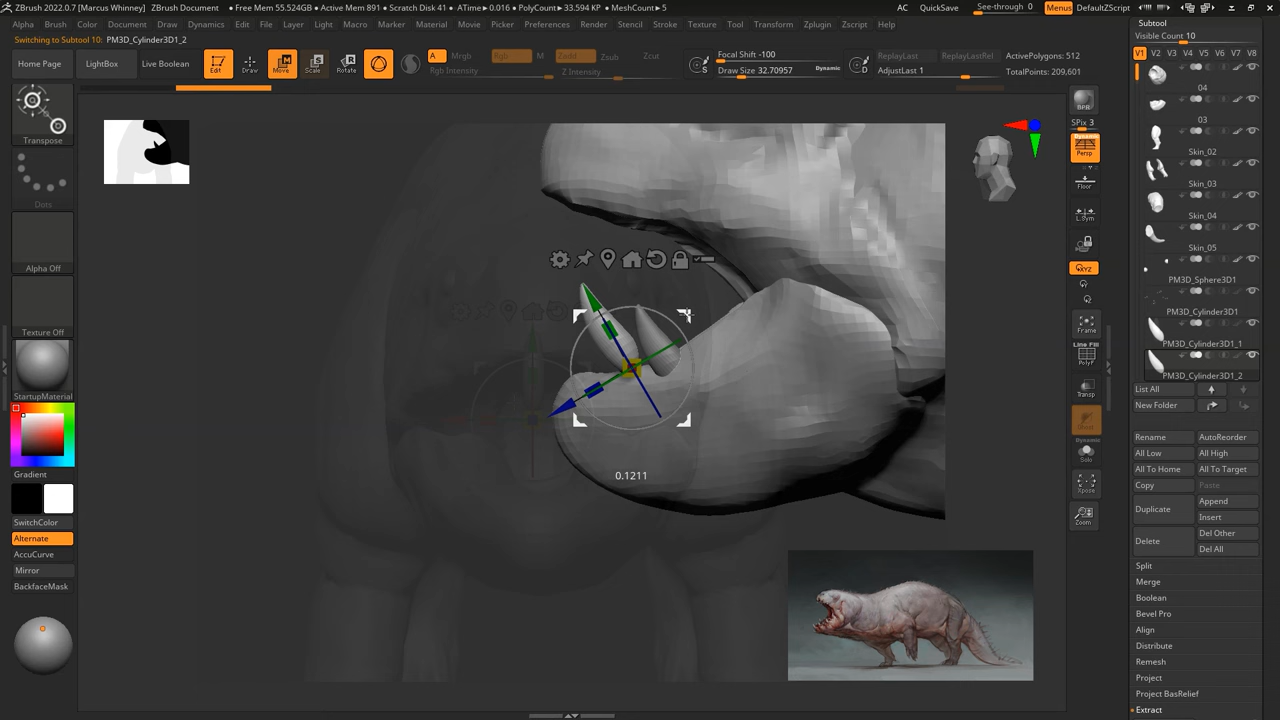 ZBrush 2022.0.7 [Marcus Whinney] ZBrush Document ● Free Mem 55.524GB ● Active Mem 891 ● Scratch Disk 41 ● ATime►0.016 ● PolyCount►33.594 KP ● MeshCount►5 AC QuickSave See-through 0 Menus DefaultZScript
Alpha Brush Color Document Draw Dynamics Edit File Layer Light Macro Marker Material Movie Picker Preferences Render Stencil Stroke Texture Tool Transform Zplugin Zscript Help
Switching to Subtool 10: PM3D_Cylinder3D1_2
Home Page LightBox Live Boolean Edit Draw Move Scale Rotate
A Mrgb Rgb M Zadd Zsub Zcut
Rgb Intensity Z Intensity
S Focal Shift -100
Draw Size 32.70957 Dynamic
D ReplayLast ReplayLastRel
AdjustLast 1
ActivePolygons: 512
TotalPoints: 209,601
Transpose
Dots
Alpha Off
Texture Off
StartupMaterial
Gradient
SwitchColor
Alternate
AccuCurve
Mirror
BackfaceMask
0.1211
BPR
SPix 3
Dynamic
Persp
Floor
L.Sym
XYZ
Frame
Line Fill
PolyF
Transp
Ghost
Dynamic
Solo
Xpose
Zoom
Subtool
Visible Count 10
V1 V2 V3 V4 V5 V6 V7 V8
04
03
Skin_02
Skin_03
Skin_04
Skin_05
PM3D_Sphere3D1
PM3D_Cylinder3D1
PM3D_Cylinder3D1_1
PM3D_Cylinder3D1_2
List All
New Folder
Rename AutoReorder
All Low All High
All To Home All To Target
Copy Paste
Duplicate Append
Insert
Delete Del Other
Del All
Split
Merge
Boolean
Bevel Pro
Align
Distribute
Remesh
Project
Project BasRelief
Extract